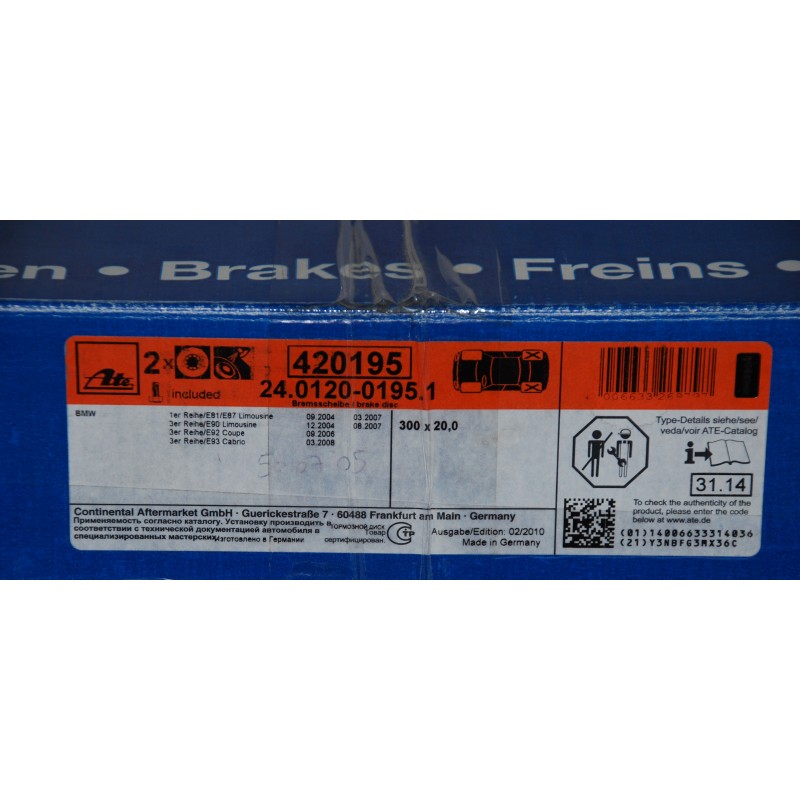 en • Brakes • Freins •
Ate
2x
420195
included
24.0120-0195.1
Bremsscheibe / brake disc
BMW
1er Reihe/E81/E87 Limousine 09.2004 03.2007
3er Reihe/E90 Limousine 12.2004 08.2007
3er Reihe/E92 Coupe 09.2006
3er Reihe/E93 Cabrio 03.2008
300 x 20,0
Type-Details siehe/see/
veda/voir ATE-Catalog
i
31.14
To check the authenticity of the
product, please enter the code
below at www.ate.de
(01)14006633314036
(21)Y3NBFG3MX36C
Continental Aftermarket GmbH · Guerickestraße 7 · 60488 Frankfurt am Main · Germany
Применяемость согласно каталогу. Установку производить в
соответствии с технической документацией автомобиля в
специализированных мастерских
Изготовлено в Германии
тормозной диск
Товар
сертифицирован.
Ausgabe/Edition: 02/2010
Made in Germany